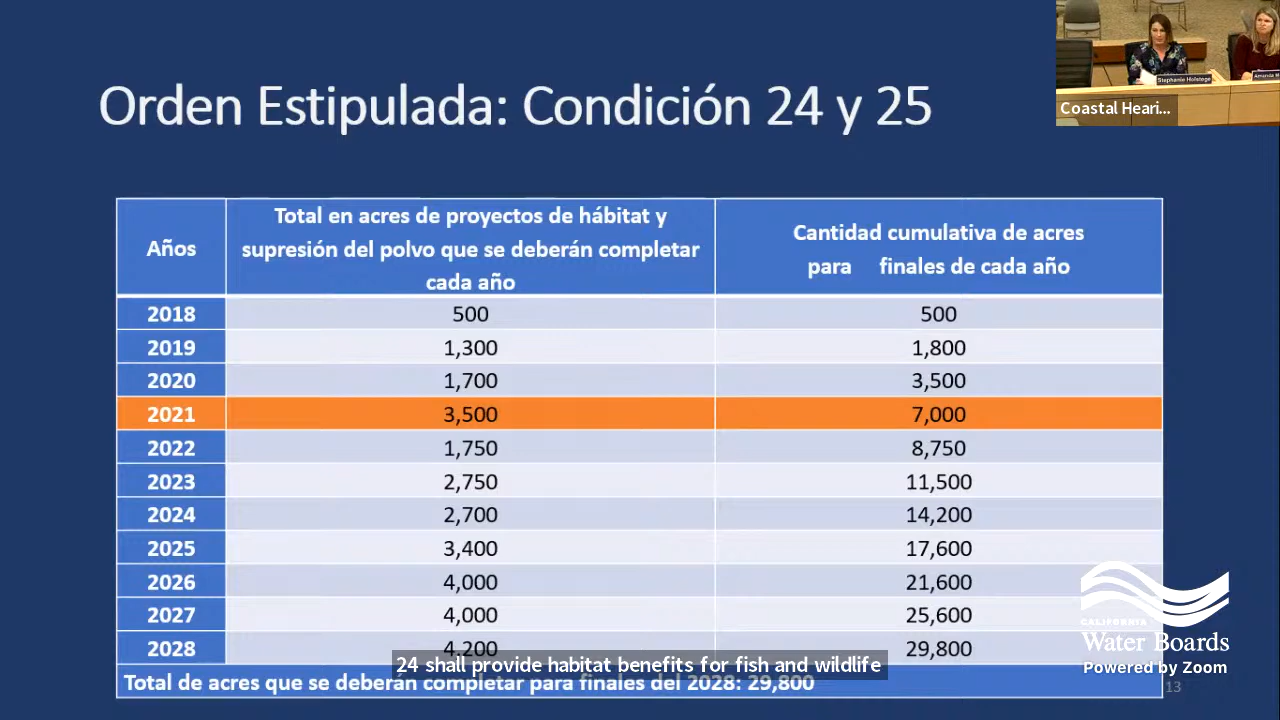 Stephanie Holstege
Amanda
Coastal Heari...
Orden Estipulada: Condición 24 y 25
Años
Total en acres de proyectos de hábitat y
supresión del polvo que se deberán completar
cada año
Cantidad cumulativa de acres
para finales de cada año
2018 500 500
2019 1,300 1,800
2020 1,700 3,500
2021 3,500 7,000
2022 1,750 8,750
2023 2,750 11,500
2024 2,700 14,200
2025 3,400 17,600
2026 4,000 21,600
2027 4,000 25,600
2028 4,200 29,800
24 shall provide habitat benefits for fish and wildlife
Total de acres que se deberán completar para finales del 2028: 29,800
CALIFORNIA
Water Boards
Powered by Zoom
13